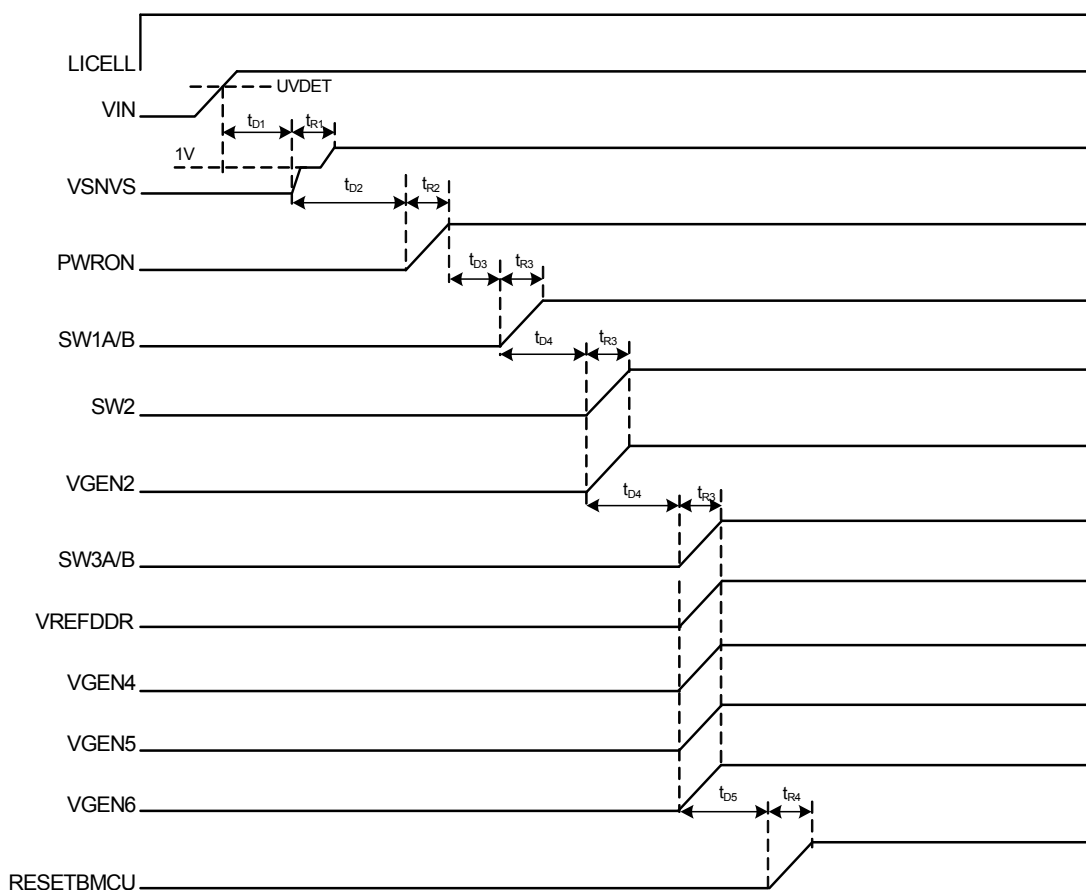 LICELL
UVDET
VIN
tD1 tR1
1V
VSNVS
tD2 tR2
PWRON
tD3 tR3
SW1A/B
tD4 tR3
SW2
VGEN2
tD4 tR3
SW3A/B
VREFDDR
VGEN4
VGEN5
VGEN6
tD5 tR4
RESETBMCU